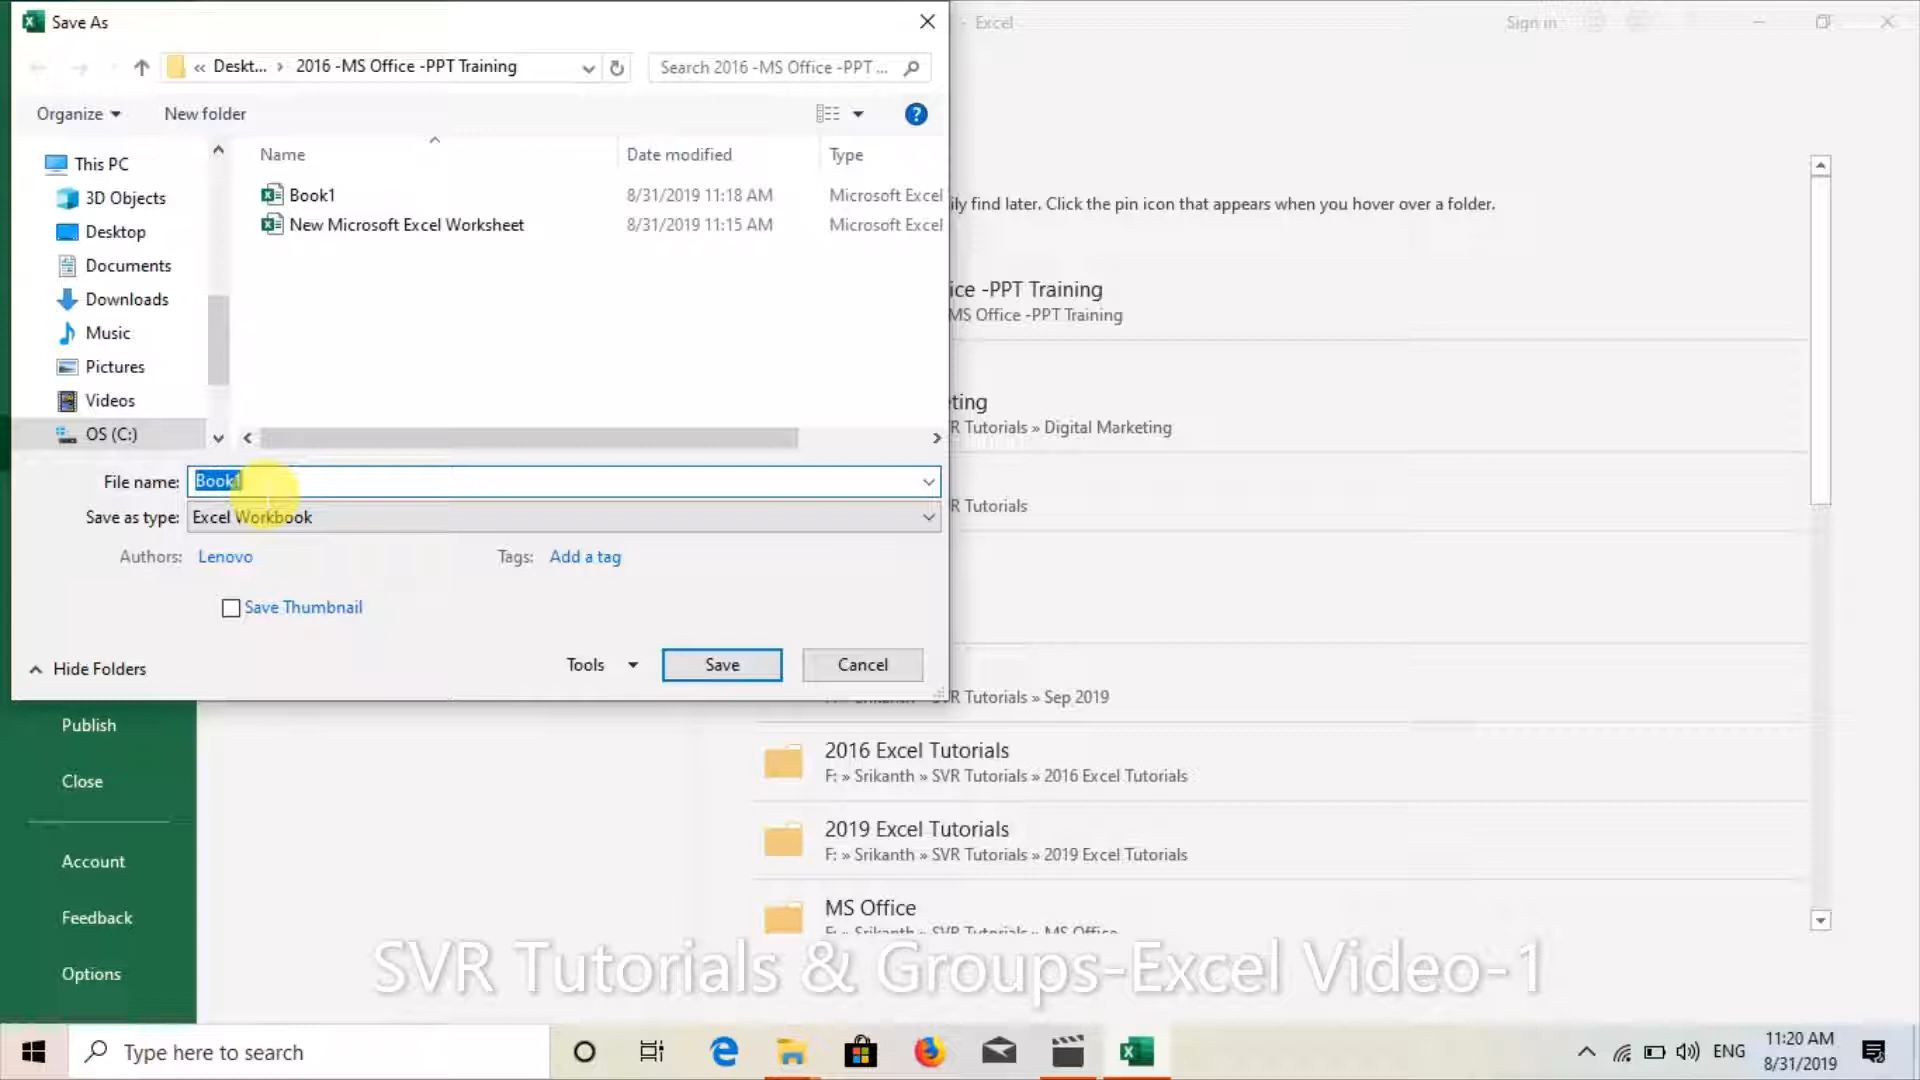 Save As
Excel
Sign in
« Deskt... › 2016 -MS Office -PPT Training
Search 2016 -MS Office -PPT ...
Organize
New folder
Name
Date modified
Type
This PC
3D Objects
Desktop
Documents
Downloads
Music
Pictures
Videos
OS (C:)
Book1
8/31/2019 11:18 AM
Microsoft Excel
New Microsoft Excel Worksheet
8/31/2019 11:15 AM
Microsoft Excel
File name: Book1
Save as type: Excel Workbook
Authors: Lenovo
Tags: Add a tag
Save Thumbnail
Hide Folders
Tools
Save
Cancel
ily find later. Click the pin icon that appears when you hover over a folder.
ice -PPT Training
MS Office -PPT Training
eting
R Tutorials » Digital Marketing
R Tutorials
R Tutorials » Sep 2019
2016 Excel Tutorials
F: » Srikanth » SVR Tutorials » 2016 Excel Tutorials
2019 Excel Tutorials
F: » Srikanth » SVR Tutorials » 2019 Excel Tutorials
MS Office
F: » Srikanth » SVR Tutorials » MS Office
Publish
Close
Account
Feedback
Options
SVR Tutorials & Groups-Excel Video-1
Type here to search
ENG
11:20 AM
8/31/2019